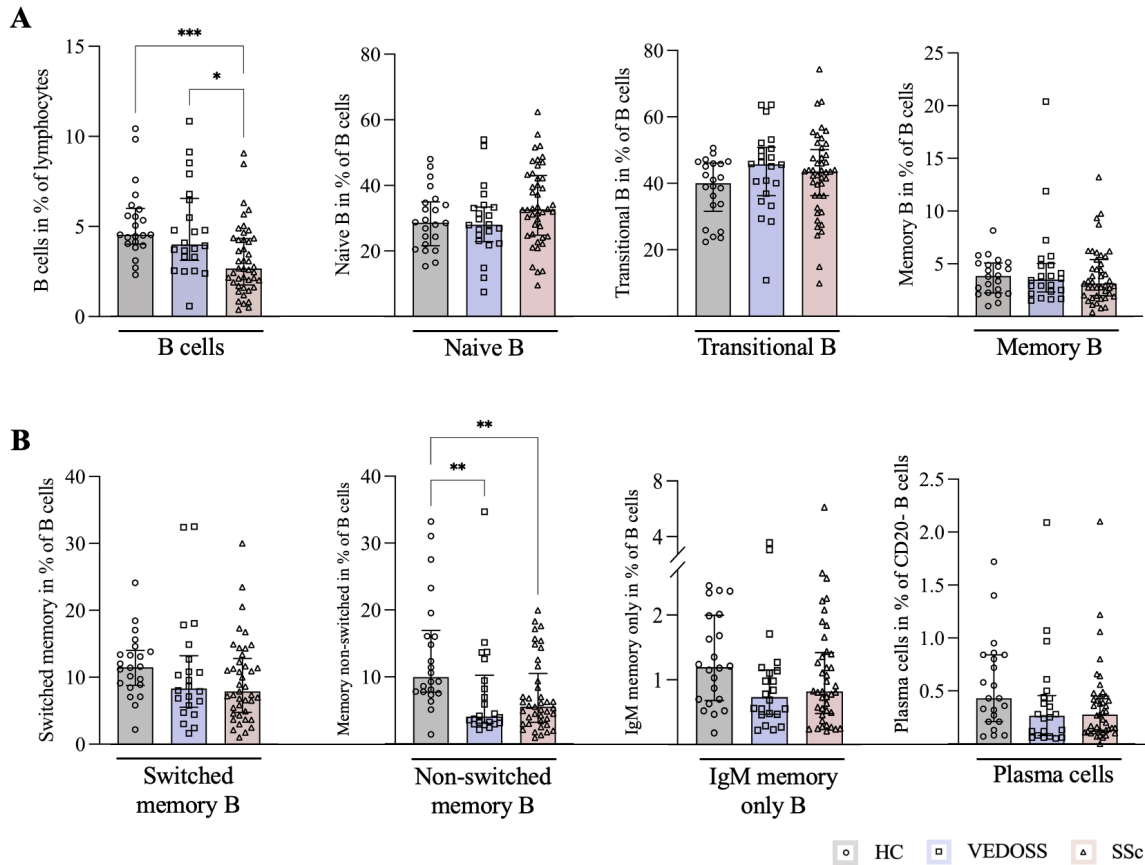 A
***
*
15
10
5
0
B cells in % of lymphocytes
B cells
80
60
40
20
Naive B in % of B cells
Naive B
80
60
40
20
Transitional B in % of B cells
Transitional B
25
20
15
10
5
Memory B in % of B cells
Memory B
B
40
30
20
10
0
Switched memory in % of B cells
Switched
memory B
**
**
40
30
20
10
0
Memory non-switched in % of B cells
Non-switched
memory B
8
4
2
1
IgM memory only in % of B cells
IgM memory
only B
2.5
2.0
1.5
1.0
0.5
Plasma cells in % of CD20- B cells
Plasma cells
HC VEDOSS SSc